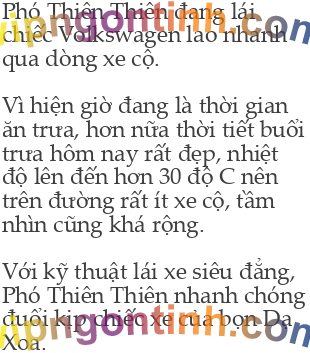 Phó Thiên Thiên đang lái
chiếc Volkswagen lao nhanh
qua dòng xe cộ.
Vì hiện giờ đang là thời gian
ăn trưa, hơn nữa thời tiết buổi
trưa hôm nay rất đẹp, nhiệt
độ lên đến hơn 30 độ C nên
trên đường rất ít xe cộ, tầm
nhìn cũng khá rộng.
Với kỹ thuật lái xe siêu đẳng,
Phó Thiên Thiên nhanh chóng
đuổi kịp chiếc xe của bọn Dạ
Xoa.
vipngontinh.com
vipngontinh.com